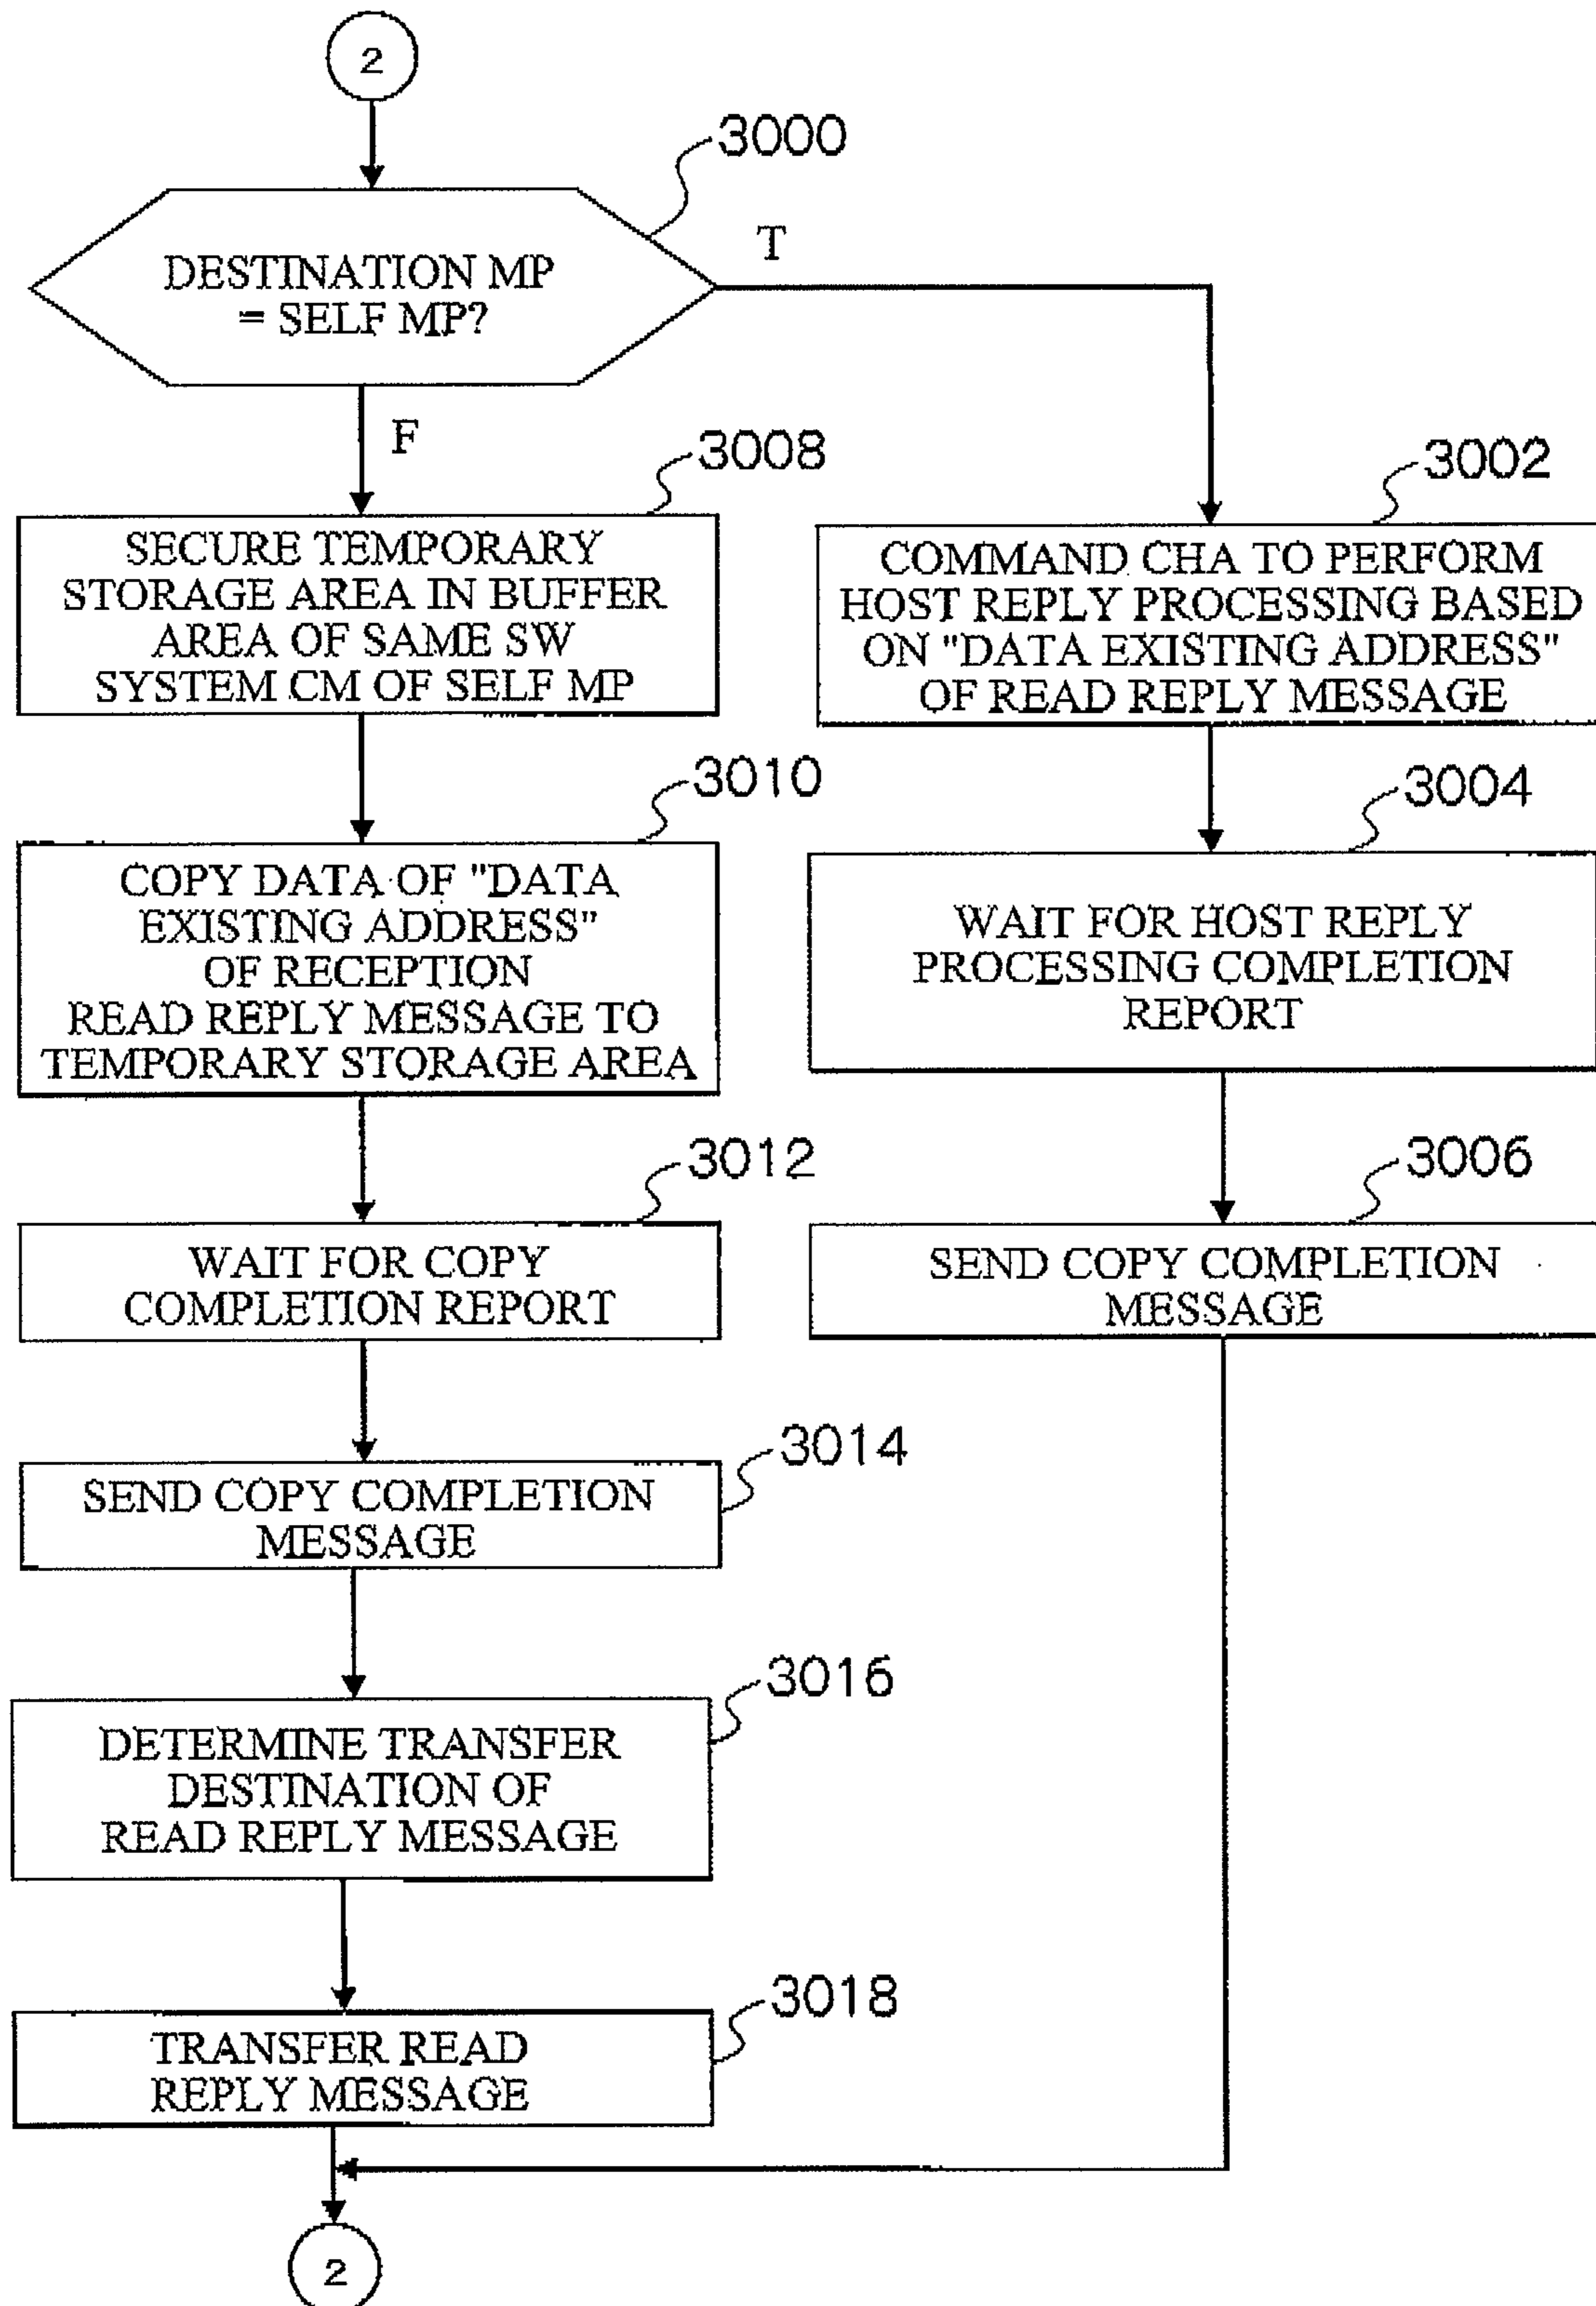 2
3000
DESTINATION MP
= SELF MP?
T
F
3008
SECURE TEMPORARY
STORAGE AREA IN BUFFER
AREA OF SAME SW
SYSTEM CM OF SELF MP
3002
COMMAND CHA TO PERFORM
HOST REPLY PROCESSING BASED
ON "DATA EXISTING ADDRESS"
OF READ REPLY MESSAGE
3010
COPY DATA OF "DATA
EXISTING ADDRESS"
OF RECEPTION
READ REPLY MESSAGE TO
TEMPORARY STORAGE AREA
3004
WAIT FOR HOST REPLY
PROCESSING COMPLETION
REPORT
3012
WAIT FOR COPY
COMPLETION REPORT
3006
SEND COPY COMPLETION
MESSAGE
3014
SEND COPY COMPLETION
MESSAGE
3016
DETERMINE TRANSFER
DESTINATION OF
READ REPLY MESSAGE
3018
TRANSFER READ
REPLY MESSAGE
2